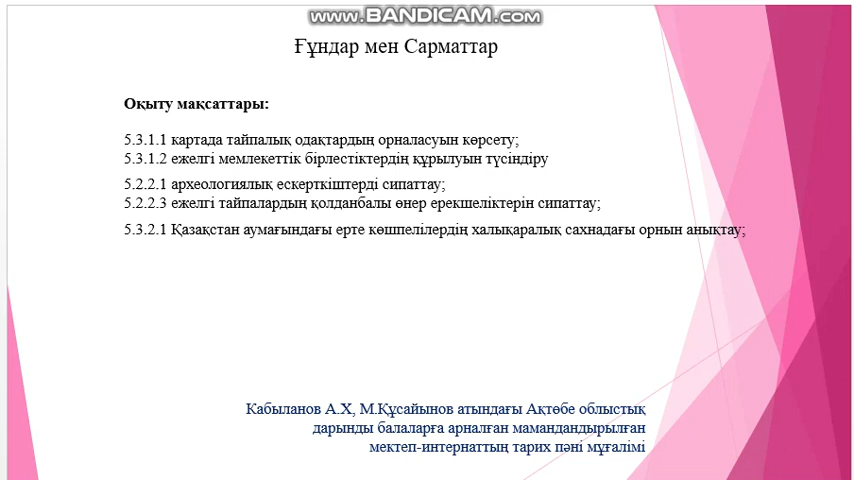 www.BANDICAM.com
Ғұндар мен Сарматтар
Оқыту мақсаттары:
5.3.1.1 картада тайпалық одақтардың орналасуын көрсету;
5.3.1.2 ежелгі мемлекеттік бірлестіктердің құрылуын түсіндіру
5.2.2.1 археологиялық ескерткіштерді сипаттау;
5.2.2.3 ежелгі тайпалардың қолданбалы өнер ерекшеліктерін сипаттау;
5.3.2.1 Қазақстан аумағындағы ерте көшпелілердің халықаралық сахнадағы орнын анықтау;
Кабыланов А.Х, М.Құсайынов атындағы Ақтөбе облыстық
дарынды балаларға арналған мамандандырылған
мектеп-интернаттың тарих пәні мұғалімі